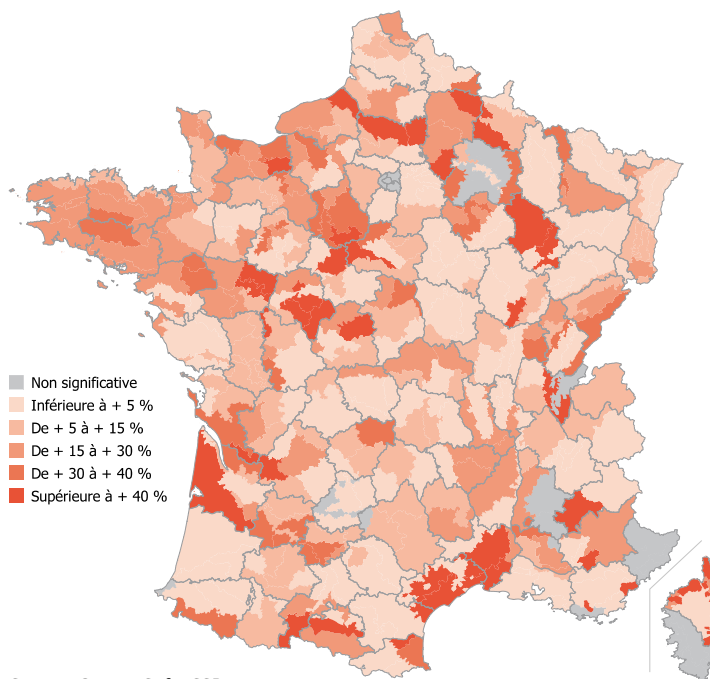 Non significative
Inférieure à + 5 %
De + 5 à + 15 %
De + 15 à + 30 %
De + 30 à + 40 %
Supérieure à + 40 %